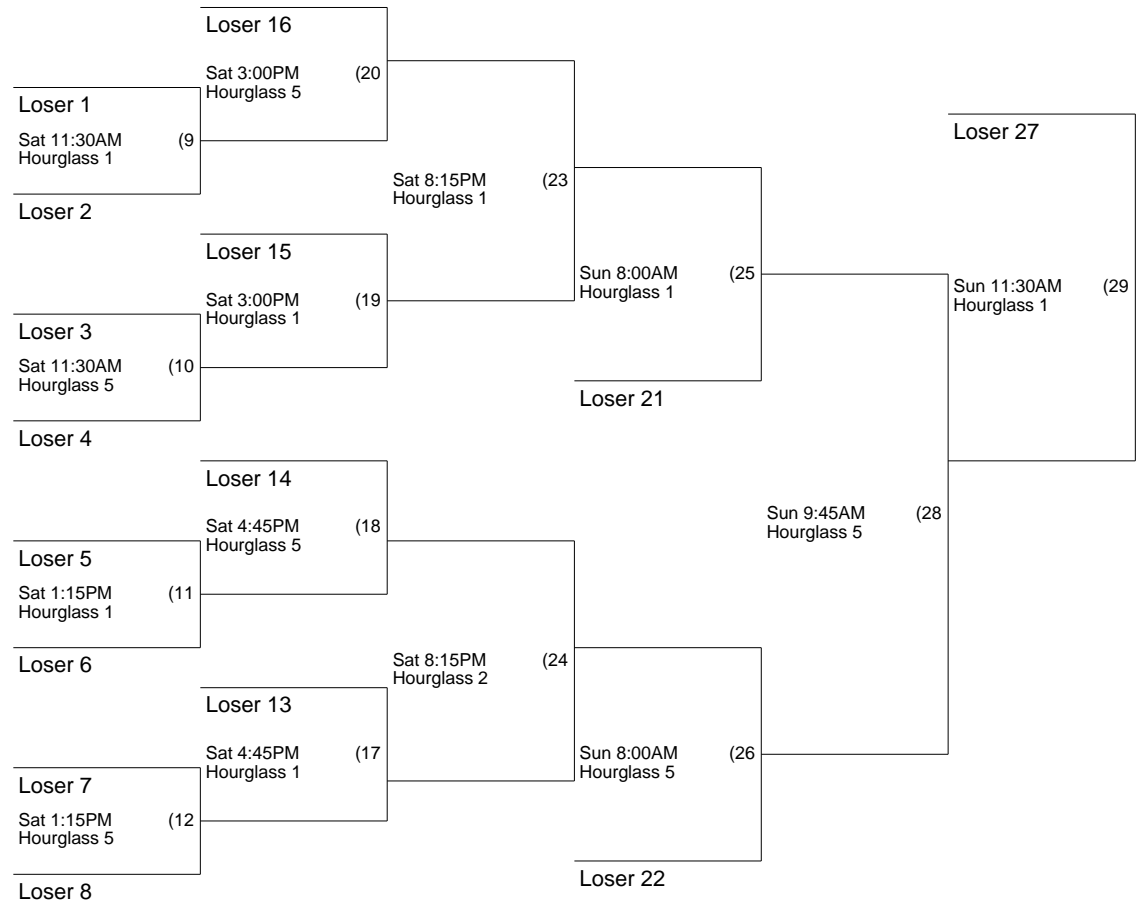 Loser 16
Sat 3:00PM (20
Hourglass 5
Loser 1
Sat 11:30AM (9
Hourglass 1
Loser 2
Loser 27
Sat 8:15PM (23
Hourglass 1
Loser 15
Sat 3:00PM (19
Hourglass 1
Sun 8:00AM (25
Hourglass 1
Sun 11:30AM (29
Hourglass 1
Loser 3
Sat 11:30AM (10
Hourglass 5
Loser 4
Loser 21
Loser 14
Sat 4:45PM (18
Hourglass 5
Sun 9:45AM (28
Hourglass 5
Loser 5
Sat 1:15PM (11
Hourglass 1
Loser 6
Sat 8:15PM (24
Hourglass 2
Loser 13
Sat 4:45PM (17
Hourglass 1
Sun 8:00AM (26
Hourglass 5
Loser 7
Sat 1:15PM (12
Hourglass 5
Loser 8
Loser 22